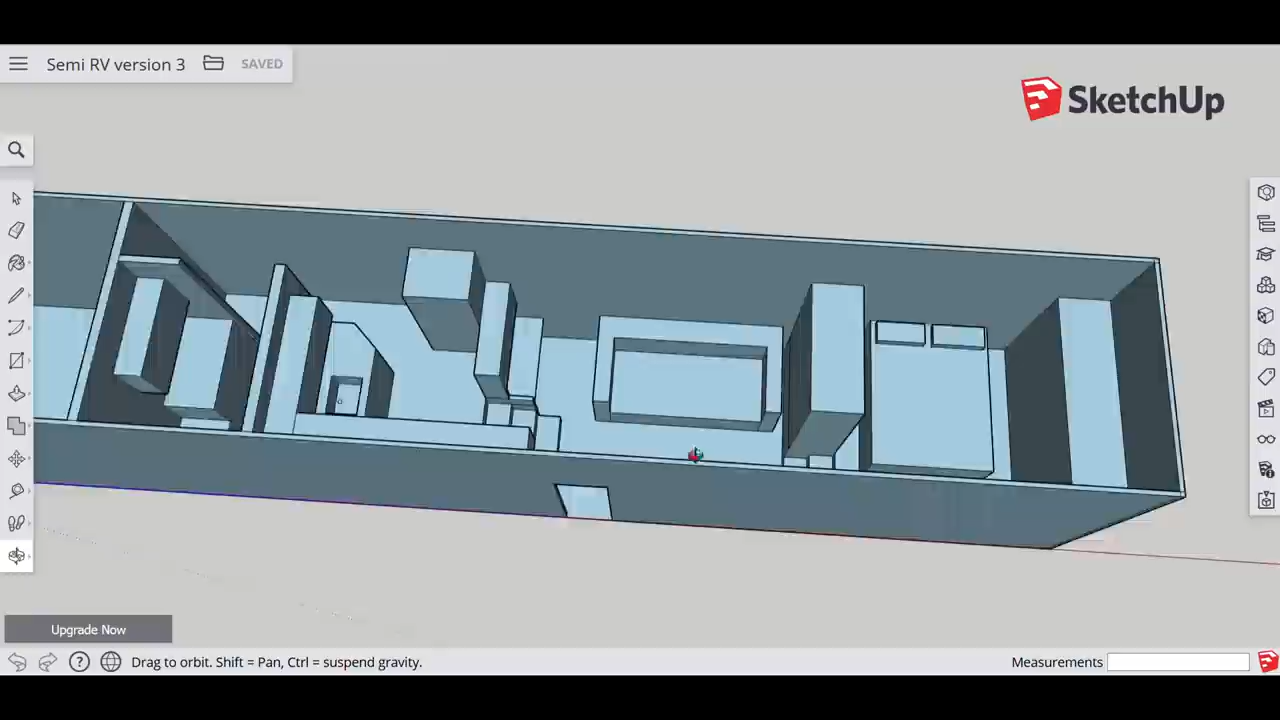 Semi RV version 3 SAVED
SketchUp
Upgrade Now
Drag to orbit. Shift = Pan, Ctrl = suspend gravity.
Measurements